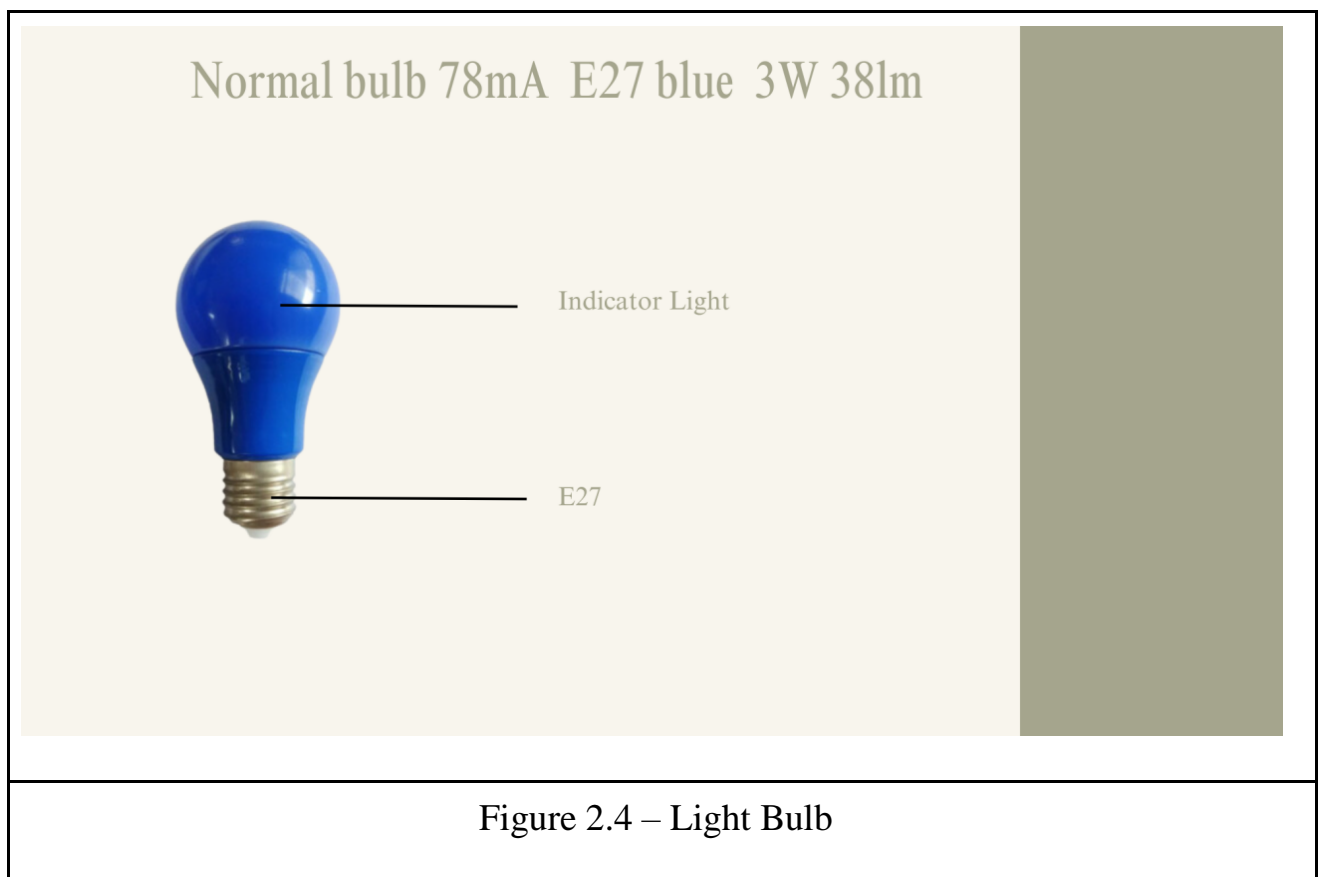 Normal bulb 78mA E27 blue 3W 38lm
Indicator Light
E27
Figure 2.4 – Light Bulb